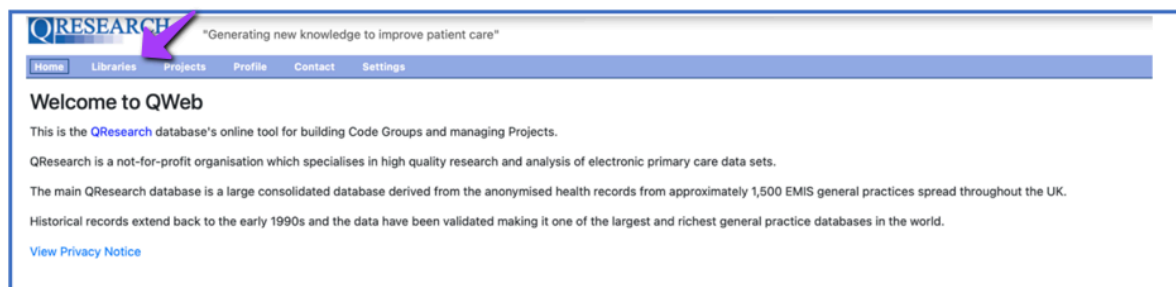 QRESEARCH
"Generating new knowledge to improve patient care"
Home Libraries Projects Profile Contact Settings
Welcome to QWeb
This is the QResearch database's online tool for building Code Groups and managing Projects.
QResearch is a not-for-profit organisation which specialises in high quality research and analysis of electronic primary care data sets.
The main QResearch database is a large consolidated database derived from the anonymised health records from approximately 1,500 EMIS general practices spread throughout the UK.
Historical records extend back to the early 1990s and the data have been validated making it one of the largest and richest general practice databases in the world.
View Privacy Notice